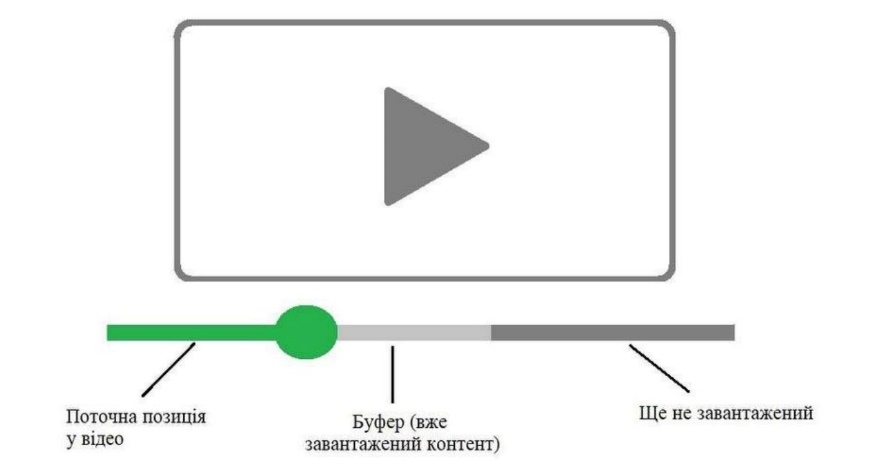 Поточна позиція
у відео
Буфер (вже
завантажений контент)
Ще не завантажений